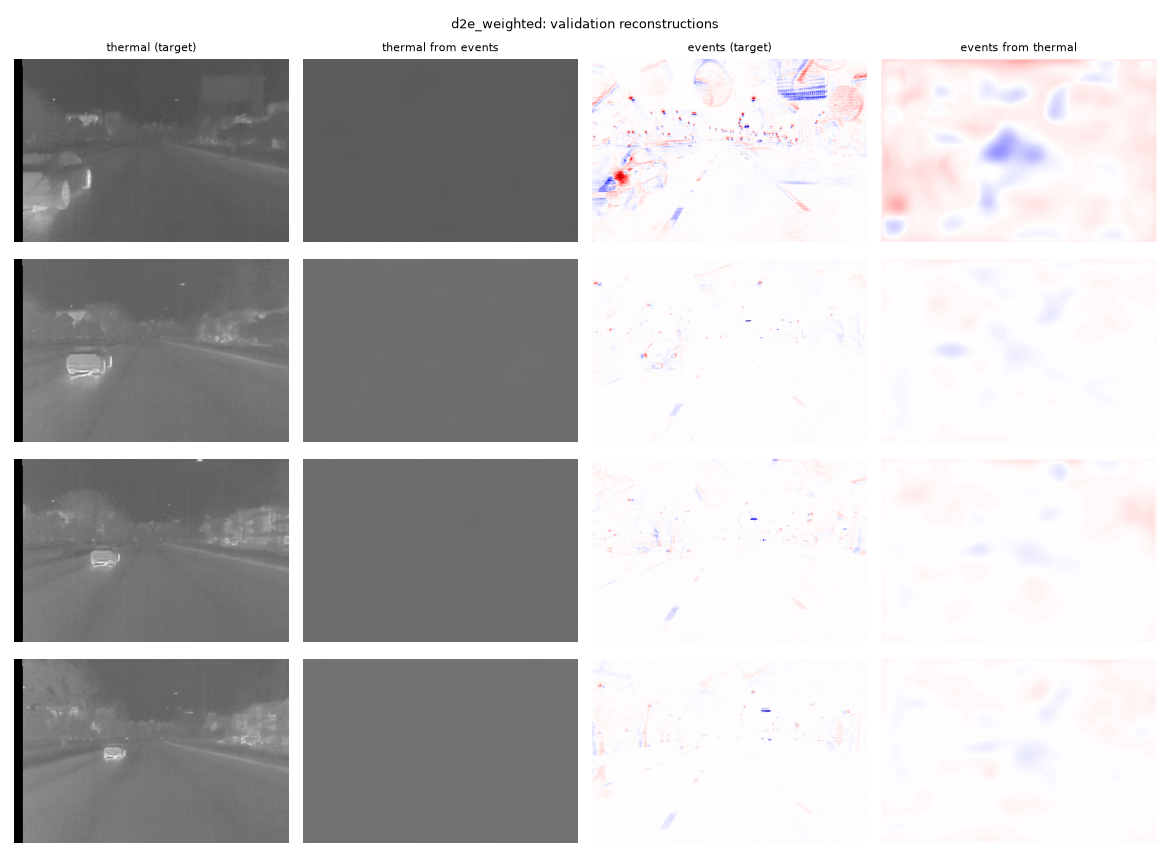 d2e_weighted: validation reconstructions
thermal (target)
thermal from events
events (target)
events from thermal